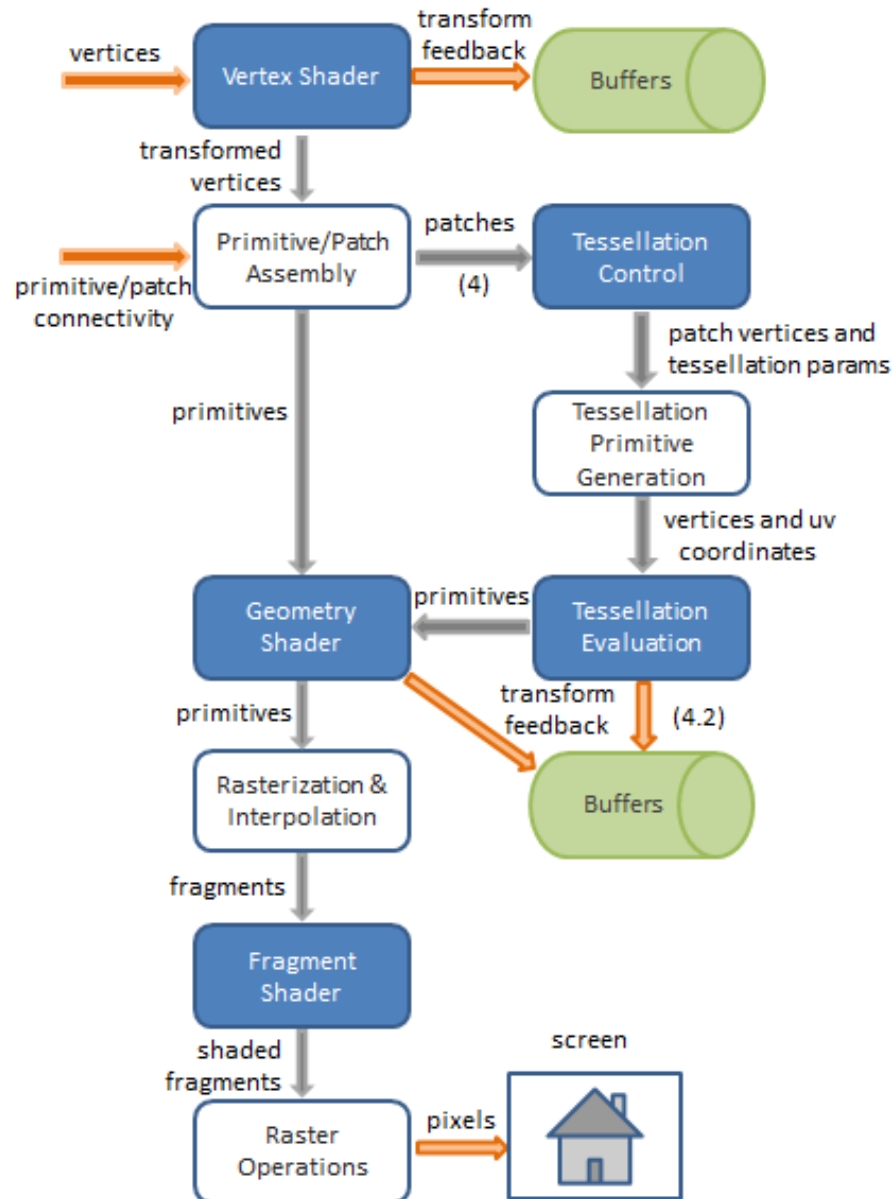 transform
feedback
vertices
Vertex Shader
Buffers
transformed
vertices
Primitive/Patch
Assembly
patches
(4)
Tessellation
Control
primitive/patch
connectivity
patch vertices and
tessellation params
primitives
Tessellation
Primitive
Generation
vertices and uv
coordinates
Geometry
Shader
primitives
Tessellation
Evaluation
transform
feedback
(4.2)
primitives
Rasterization &
Interpolation
Buffers
fragments
Fragment
Shader
shaded
fragments
screen
Raster
Operations
pixels